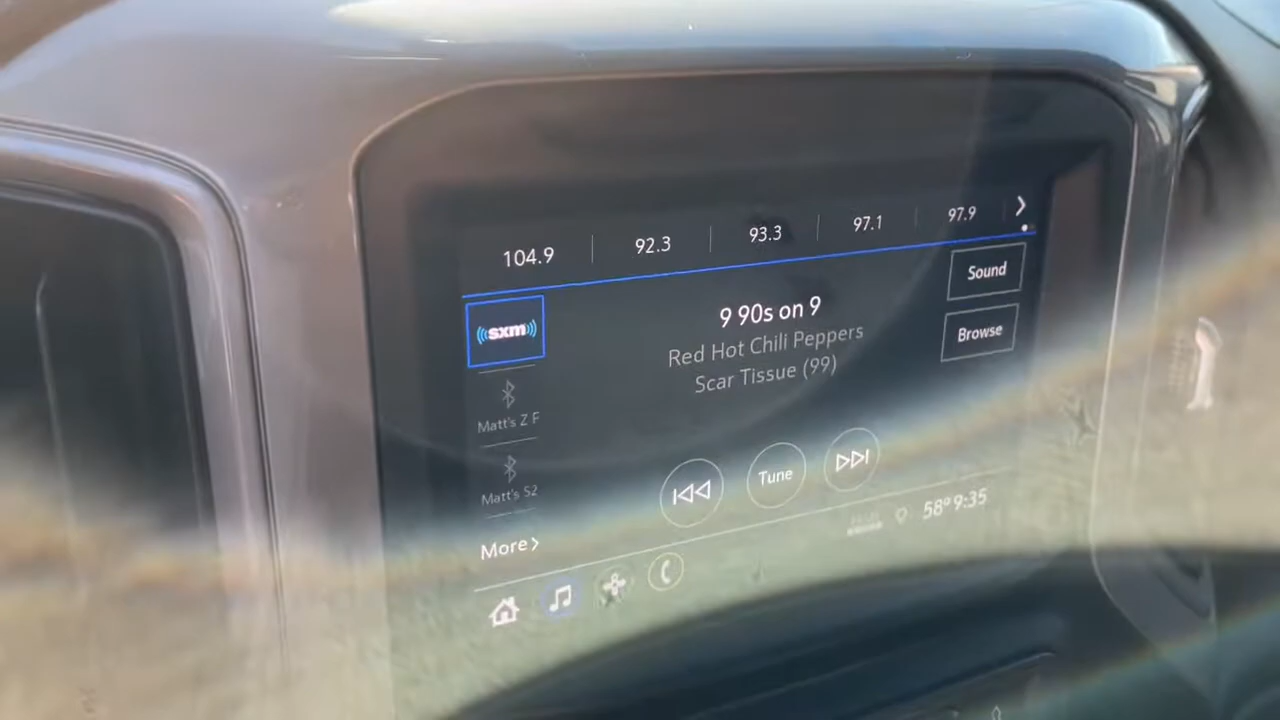 104.9 92.3 93.3 97.1 97.9
sxm
9 90s on 9
Red Hot Chili Peppers
Scar Tissue (99)
Sound
Browse
Matt's Z F
Matt's S2
Tune
More
58° 9:35